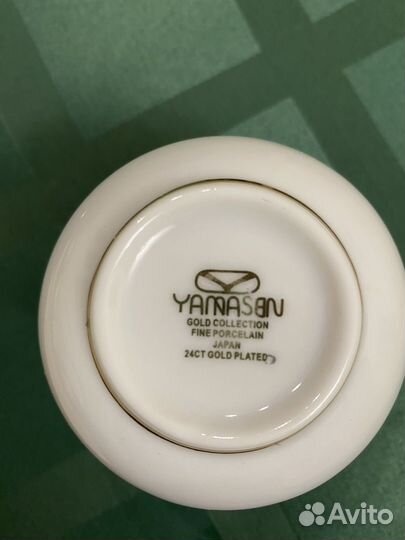 YAMASEN
GOLD COLLECTION
FINE PORCELAIN
JAPAN
24CT GOLD PLATED
Avito